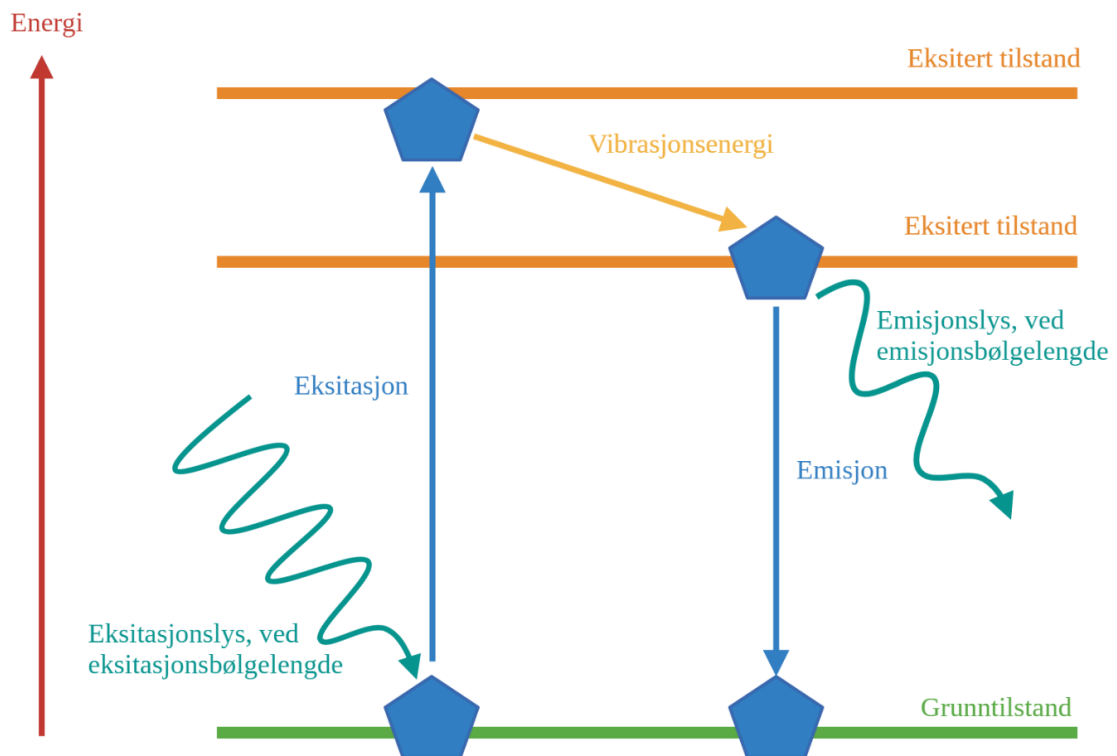 Energi
Eksitert tilstand
Vibrasjonsenergi
Eksitert tilstand
Emisjonslys, ved
emisjonsbølgelengde
Eksitasjon
Emisjon
Eksitasjonslys, ved
eksitasjonsbølgelengde
Grunntilstand